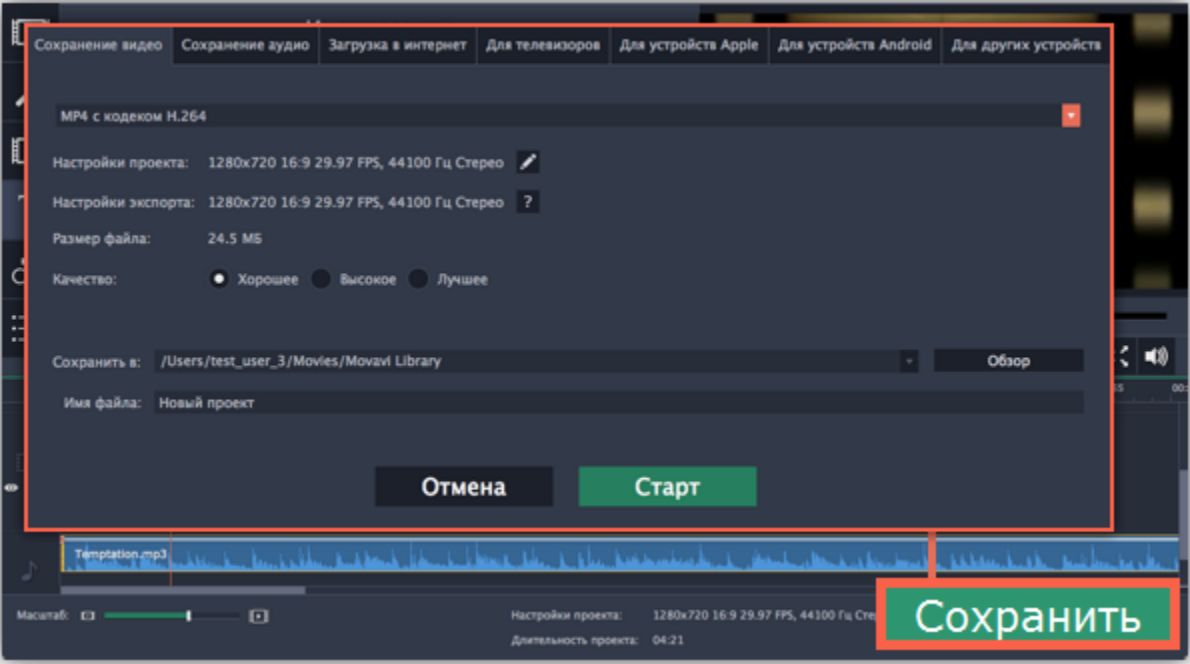 Сохранение видео Сохранение аудио Загрузка в интернет Для телевизоров Для устройств Apple Для устройств Android Для других устройств
MP4 с кодеком H.264
Настройки проекта: 1280x720 16:9 29.97 FPS, 44100 Гц Стерео
Настройки экспорта: 1280x720 16:9 29.97 FPS, 44100 Гц Стерео ?
Размер файла: 24.5 МБ
Качество: Хорошее Высокое Лучшее
Сохранить в: /Users/test_user_3/Movies/Movavi Library Обзор
Имя файла: Новый проект
Отмена Старт
Temptation.mp3
Масштаб:
Настройки проекта: 1280x720 16:9 29.97 FPS, 44100 Гц
Длительность проекта: 04:21
Сохранить